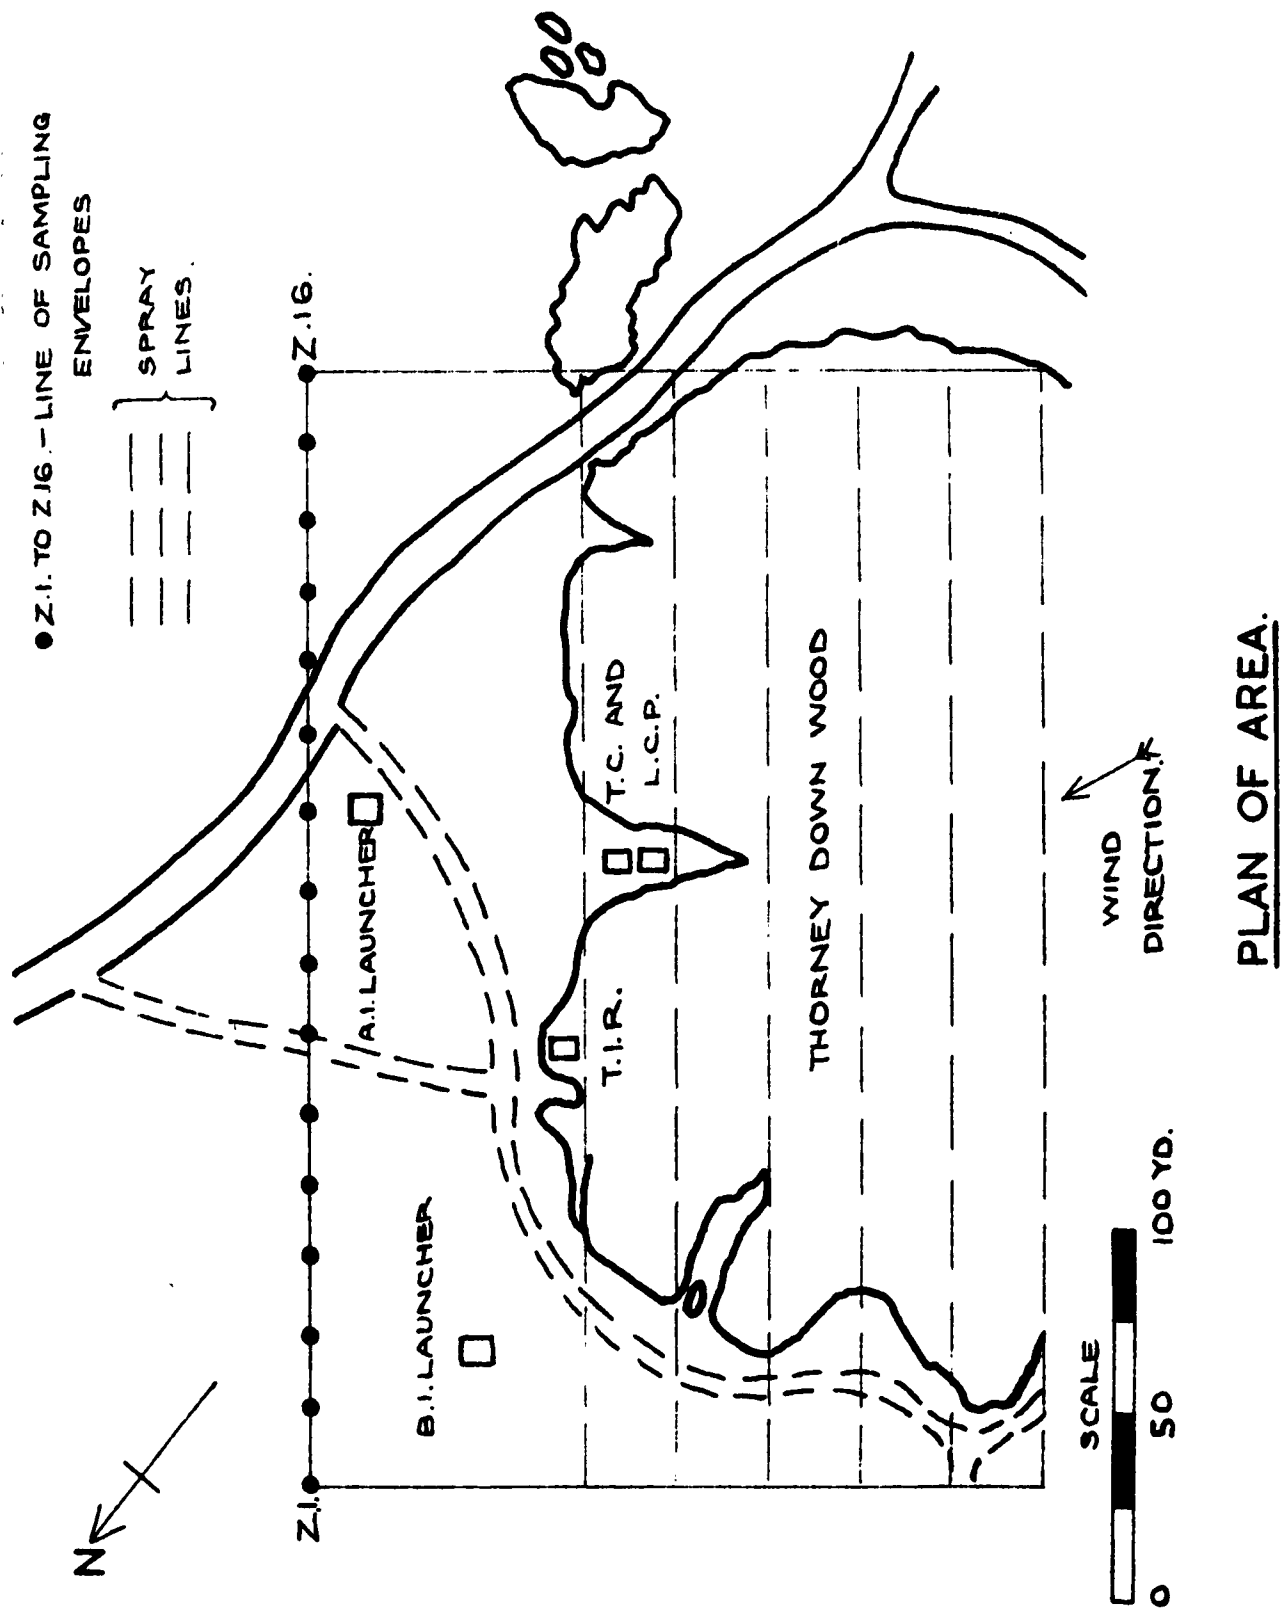 ● Z.1. TO Z.16. – LINE OF SAMPLING
ENVELOPES
SPRAY
LINES.
N
Z.1.
Z.16.
A.1. LAUNCHER
B.1. LAUNCHER
T.I.R.
T.C. AND
L.C.P.
THORNEY DOWN WOOD
WIND
DIRECTION.
SCALE
0 50 100 YD.
PLAN OF AREA.